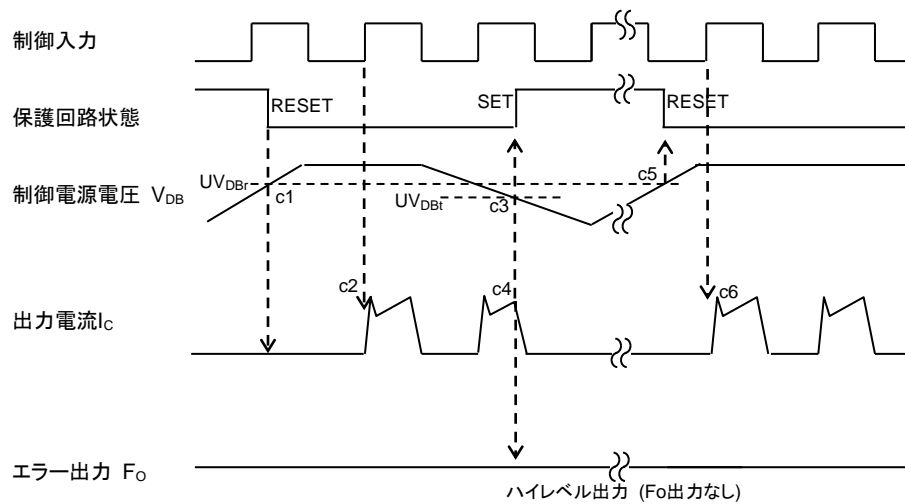 制御入力
保護回路状態
RESET
SET
RESET
制御電源電圧 VDB
UVDBr
c1
UVDBt
c3
c5
出力電流IC
c2
c4
c6
エラー出力 FO
ハイレベル出力 (Fo出力なし)